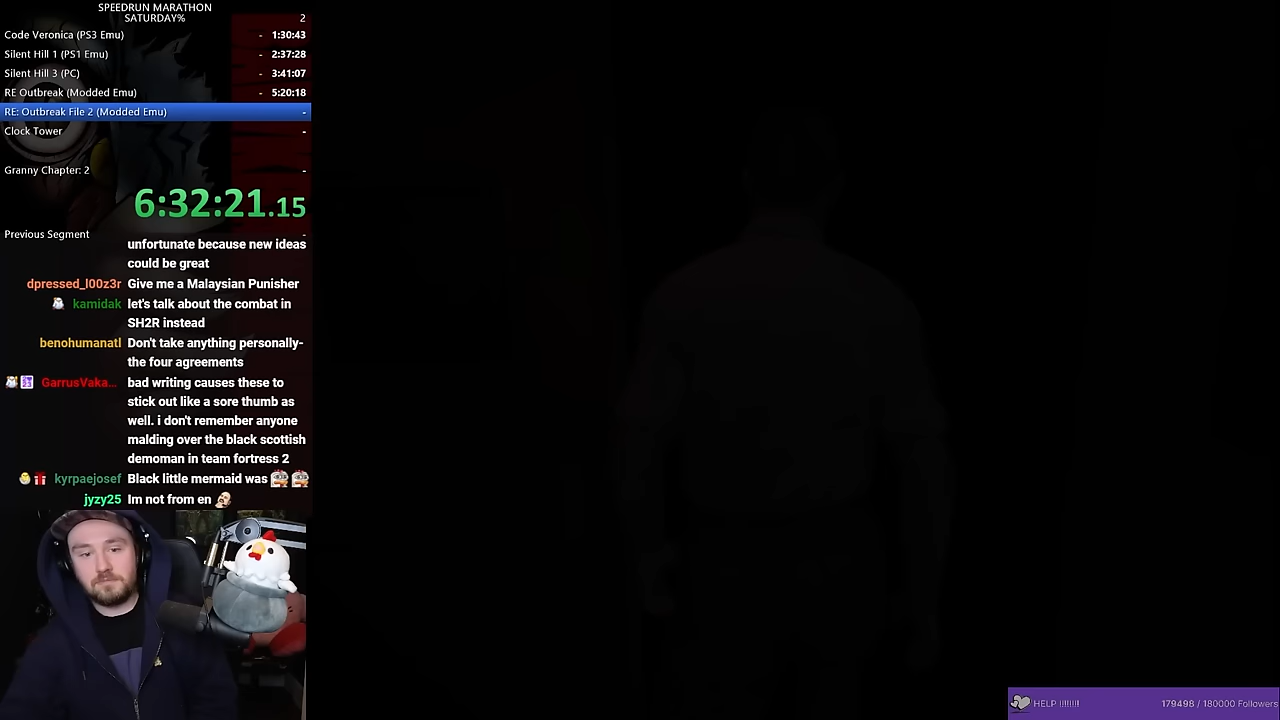 SPEEDRUN MARATHON
SATURDAY%
2
Code Veronica (PS3 Emu) - 1:30:43
Silent Hill 1 (PS1 Emu) - 2:37:28
Silent Hill 3 (PC) - 3:41:07
RE Outbreak (Modded Emu) - 5:20:18
RE: Outbreak File 2 (Modded Emu) -
Clock Tower -
Granny Chapter: 2 -
6:32:21.15
Previous Segment -
unfortunate because new ideas
could be great
dpressed_l00z3r Give me a Malaysian Punisher
kamidak let's talk about the combat in
SH2R instead
benohumanatl Don't take anything personally-
the four agreements
GarrusVaka... bad writing causes these to
stick out like a sore thumb as
well. i don't remember anyone
malding over the black scottish
demoman in team fortress 2
kyrpaejosef Black little mermaid was
jyzy25 Im not from en
HELP !!!!!!! 179498 / 180000 Followers